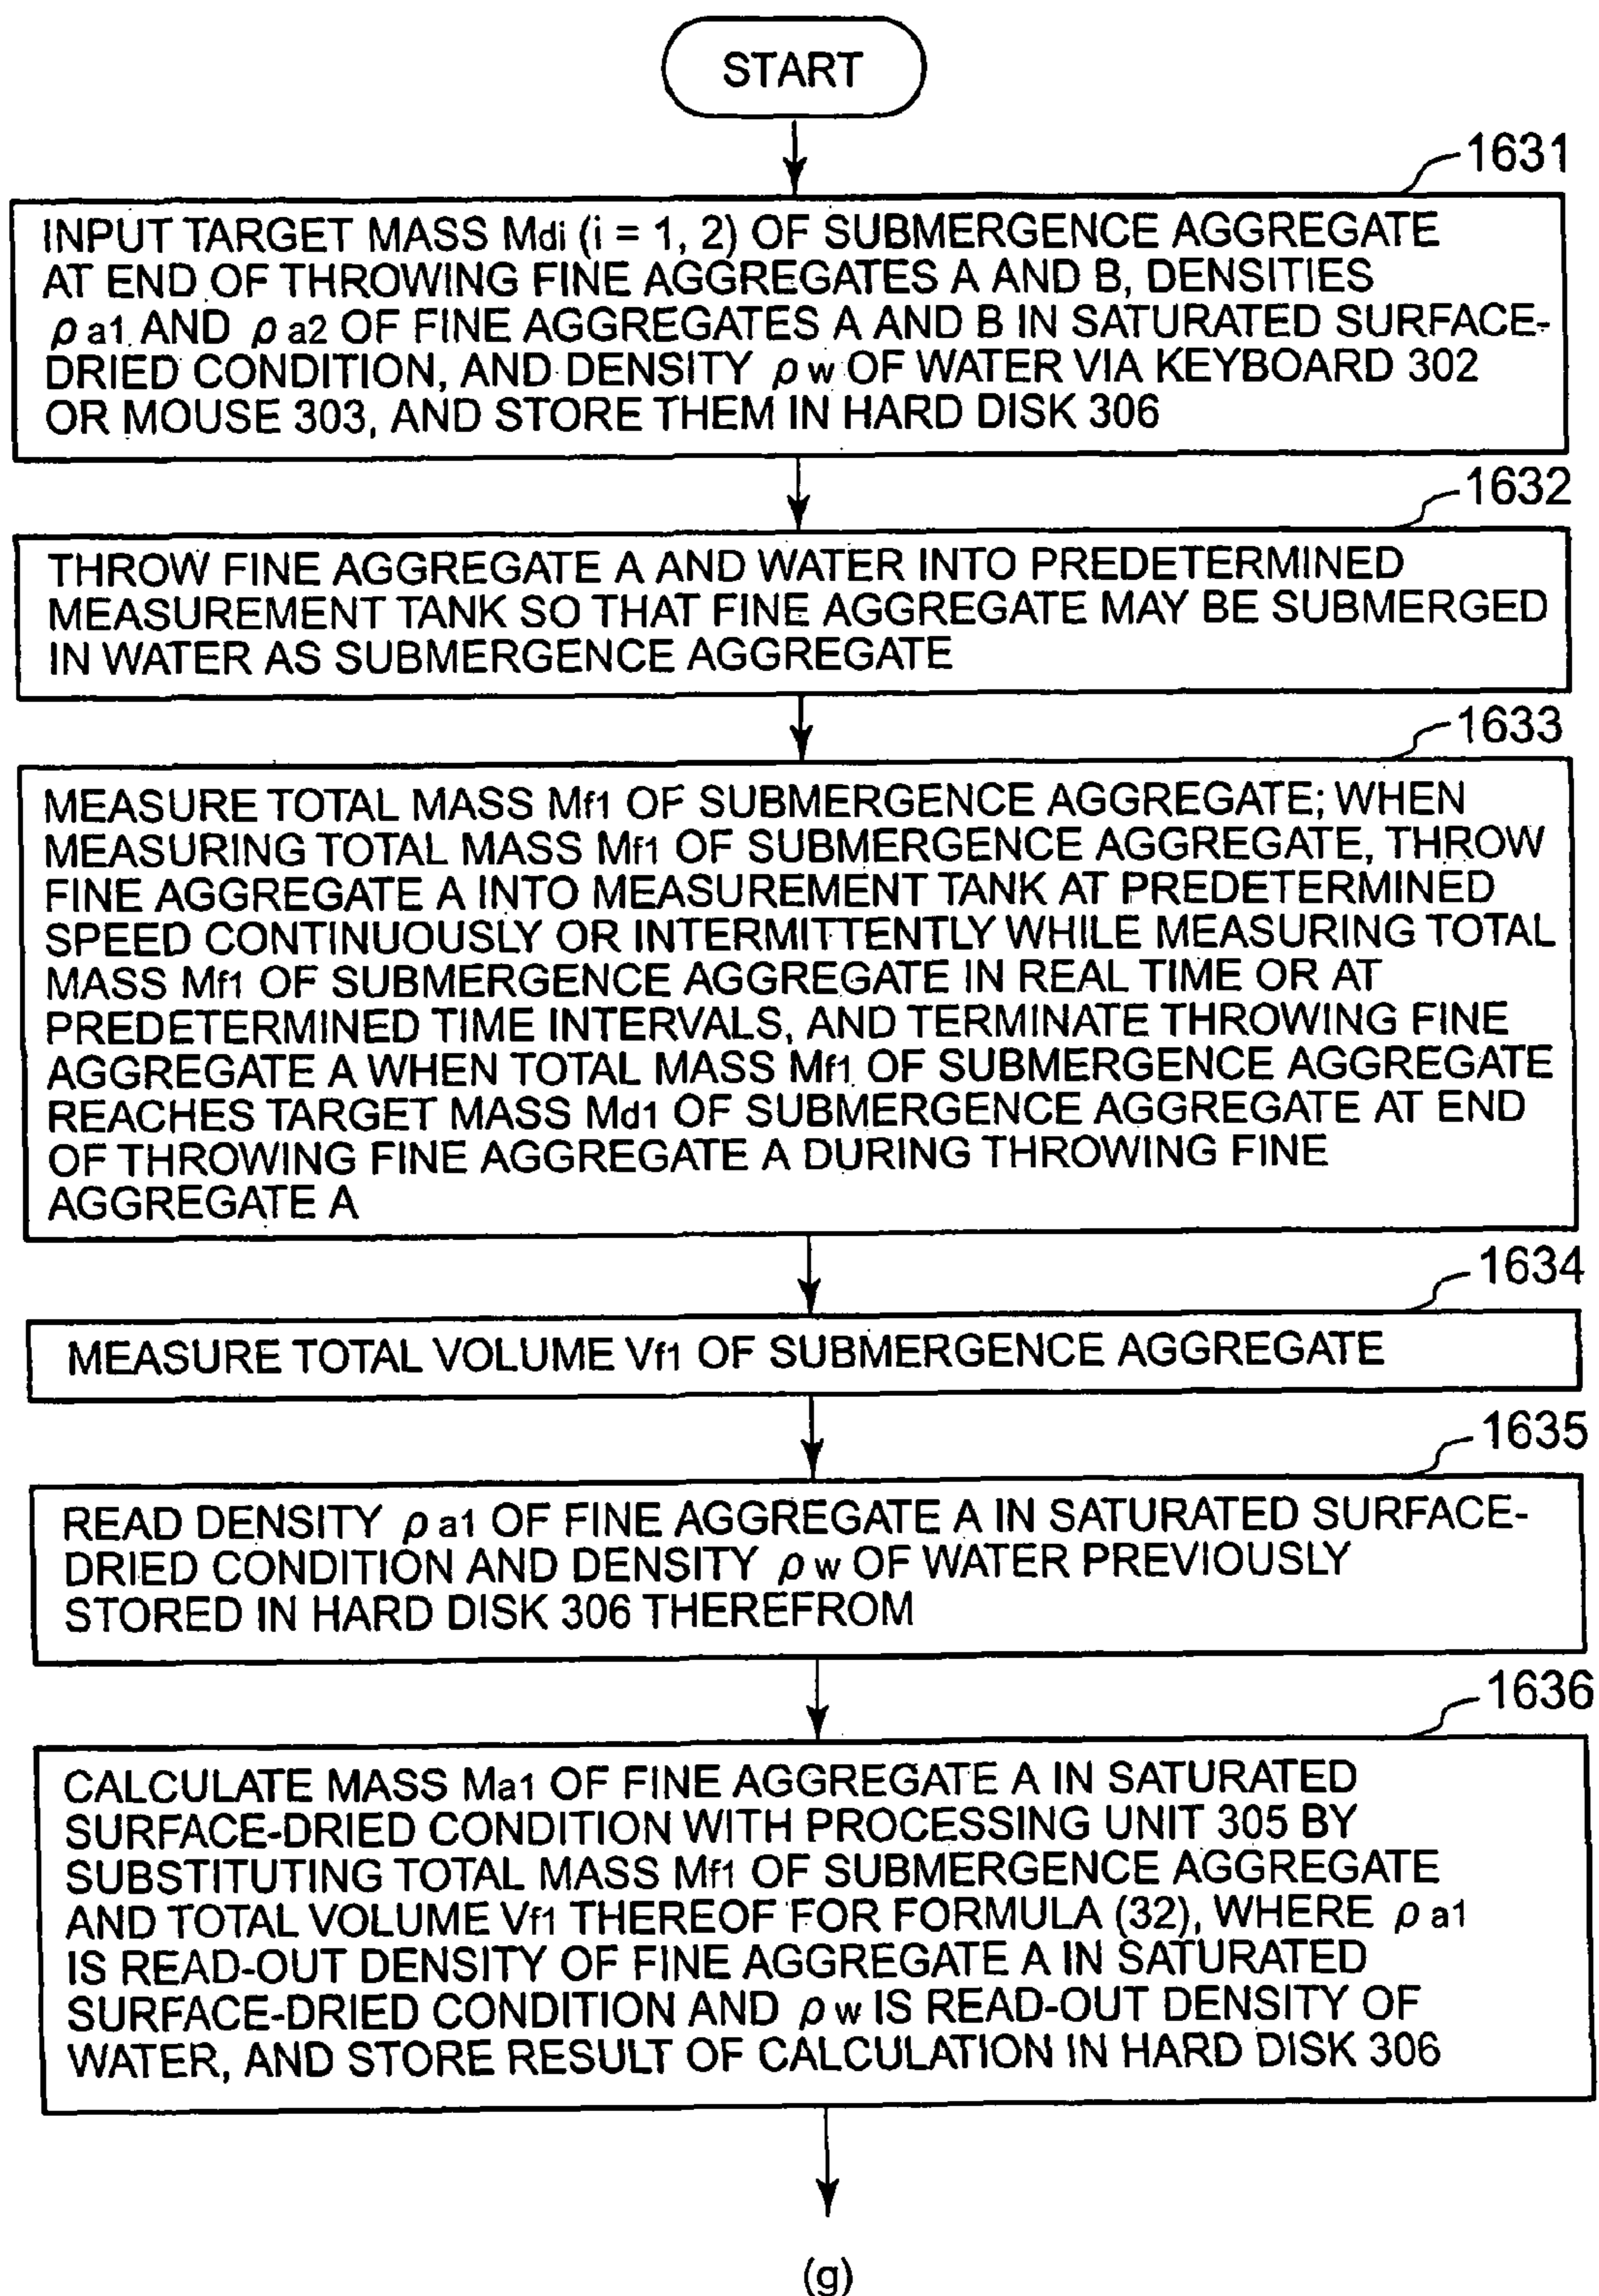 START
1631
INPUT TARGET MASS Mdi (i = 1, 2) OF SUBMERGENCE AGGREGATE
AT END OF THROWING FINE AGGREGATES A AND B, DENSITIES
ρa1 AND ρa2 OF FINE AGGREGATES A AND B IN SATURATED SURFACE-
DRIED CONDITION, AND DENSITY ρw OF WATER VIA KEYBOARD 302
OR MOUSE 303, AND STORE THEM IN HARD DISK 306
1632
THROW FINE AGGREGATE A AND WATER INTO PREDETERMINED
MEASUREMENT TANK SO THAT FINE AGGREGATE MAY BE SUBMERGED
IN WATER AS SUBMERGENCE AGGREGATE
1633
MEASURE TOTAL MASS Mf1 OF SUBMERGENCE AGGREGATE; WHEN
MEASURING TOTAL MASS Mf1 OF SUBMERGENCE AGGREGATE, THROW
FINE AGGREGATE A INTO MEASUREMENT TANK AT PREDETERMINED
SPEED CONTINUOUSLY OR INTERMITTENTLY WHILE MEASURING TOTAL
MASS Mf1 OF SUBMERGENCE AGGREGATE IN REAL TIME OR AT
PREDETERMINED TIME INTERVALS, AND TERMINATE THROWING FINE
AGGREGATE A WHEN TOTAL MASS Mf1 OF SUBMERGENCE AGGREGATE
REACHES TARGET MASS Md1 OF SUBMERGENCE AGGREGATE AT END
OF THROWING FINE AGGREGATE A DURING THROWING FINE
AGGREGATE A
1634
MEASURE TOTAL VOLUME Vf1 OF SUBMERGENCE AGGREGATE
1635
READ DENSITY ρa1 OF FINE AGGREGATE A IN SATURATED SURFACE-
DRIED CONDITION AND DENSITY ρw OF WATER PREVIOUSLY
STORED IN HARD DISK 306 THEREFROM
1636
CALCULATE MASS Ma1 OF FINE AGGREGATE A IN SATURATED
SURFACE-DRIED CONDITION WITH PROCESSING UNIT 305 BY
SUBSTITUTING TOTAL MASS Mf1 OF SUBMERGENCE AGGREGATE
AND TOTAL VOLUME Vf1 THEREOF FOR FORMULA (32), WHERE ρa1
IS READ-OUT DENSITY OF FINE AGGREGATE A IN SATURATED
SURFACE-DRIED CONDITION AND ρw IS READ-OUT DENSITY OF
WATER, AND STORE RESULT OF CALCULATION IN HARD DISK 306
(g)